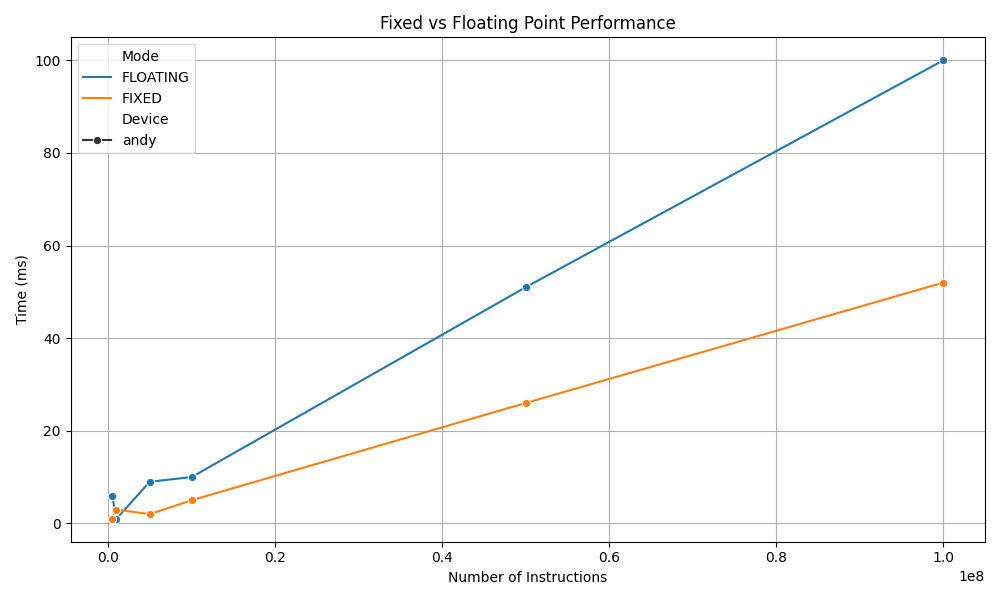 Fixed vs Floating Point Performance
Mode
FLOATING
FIXED
Device
andy
100
80
60
40
20
0
Time (ms)
0.0 0.2 0.4 0.6 0.8 1.0
1e8
Number of Instructions